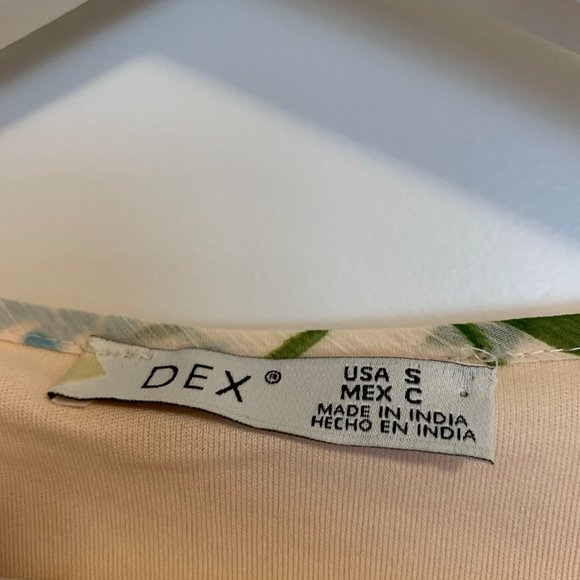 DEX®
USA S
MEX C
MADE IN INDIA
HECHO EN INDIA